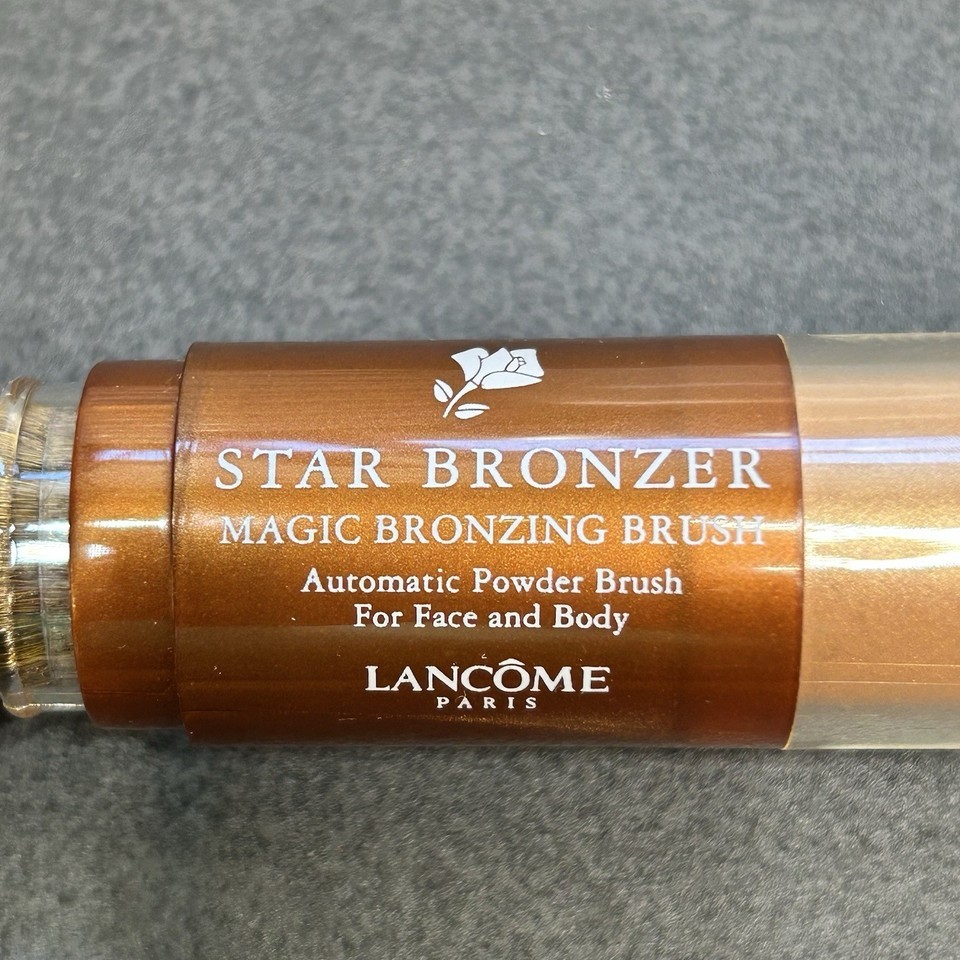 STAR BRONZER
MAGIC BRONZING BRUSH
Automatic Powder Brush
For Face and Body
LANCÔME
PARIS